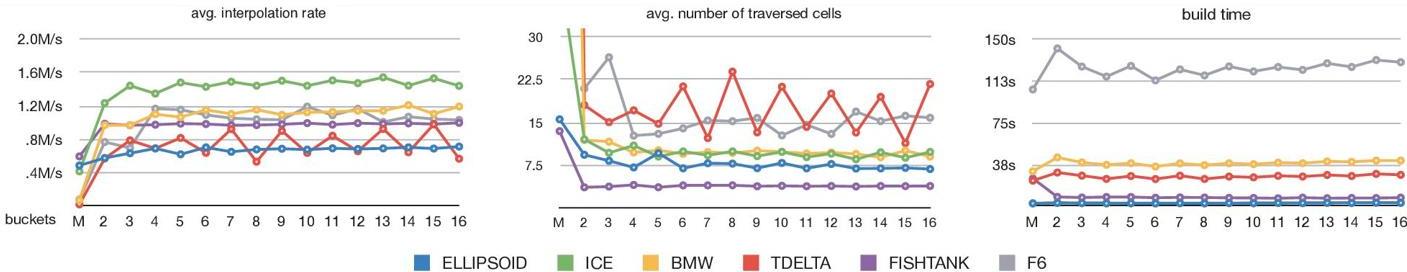 avg. interpolation rate
2.0M/s
1.6M/s
1.2M/s
.8M/s
.4M/s
buckets M 2 3 4 5 6 7 8 9 10 11 12 13 14 15 16
avg. number of traversed cells
30
22.5
15
7.5
M 2 3 4 5 6 7 8 9 10 11 12 13 14 15 16
build time
150s
113s
75s
38s
M 2 3 4 5 6 7 8 9 10 11 12 13 14 15 16
ELLIPSOID ICE BMW TDELTA FISHTANK F6